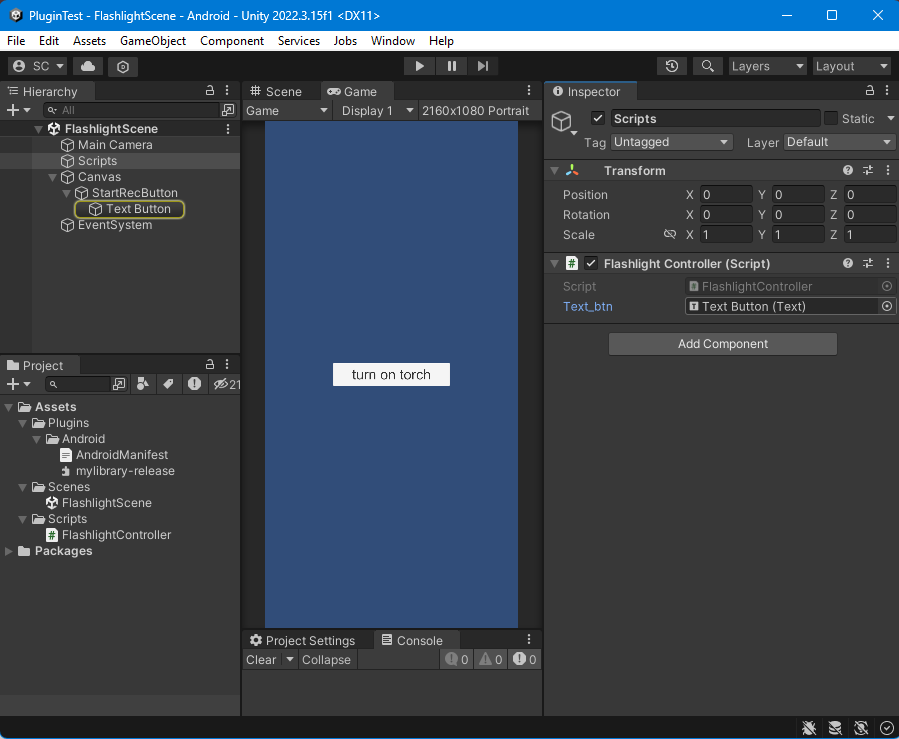 PluginTest - FlashlightScene - Android - Unity 2022.3.15f1 <DX11>
File Edit Assets GameObject Component Services Jobs Window Help
SC Layers Layout
Hierarchy
All
FlashlightScene
Main Camera
Scripts
Canvas
StartRecButton
Text Button
EventSystem
Project
21
Assets
Plugins
Android
AndroidManifest
mylibrary-release
Scenes
FlashlightScene
Scripts
FlashlightController
Packages
Scene Game
Game Display 1 2160x1080 Portrait
turn on torch
Project Settings Console
Clear Collapse 0 0 0
Inspector
Scripts Static
Tag Untagged Layer Default
Transform
Position X 0 Y 0 Z 0
Rotation X 0 Y 0 Z 0
Scale X 1 Y 1 Z 1
# Flashlight Controller (Script)
Script # FlashlightController
Text_btn T Text Button (Text)
Add Component